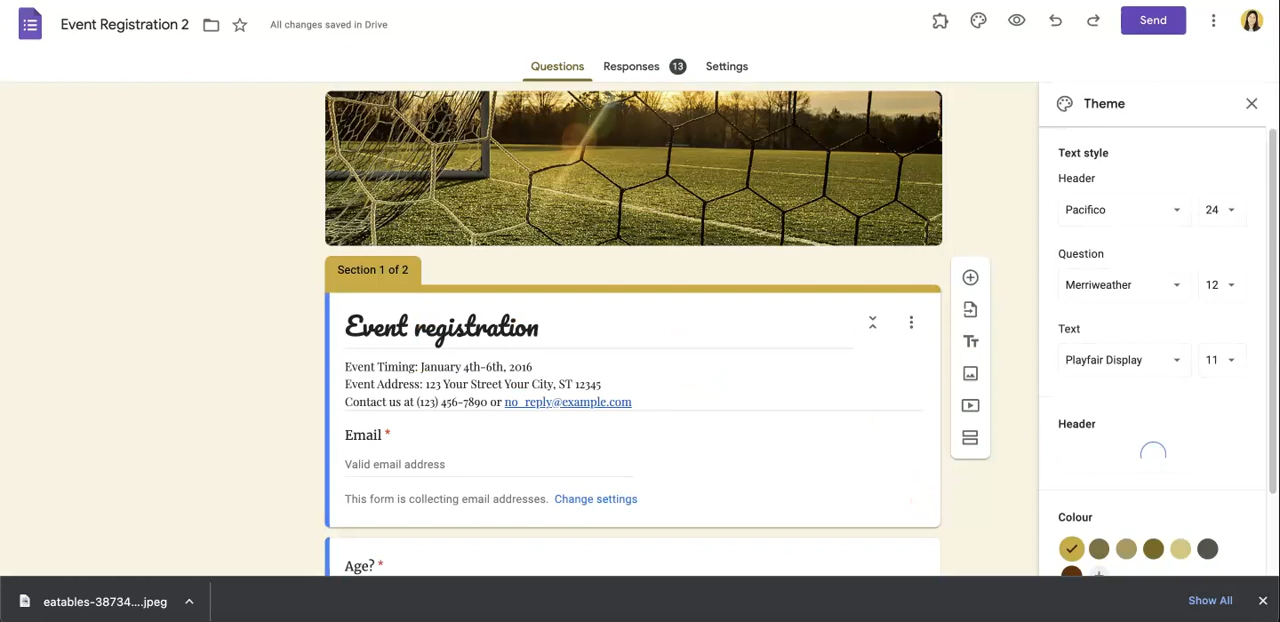 Event Registration 2
All changes saved in Drive
Send
Questions
Responses 13
Settings
Theme
Text style
Header
Pacifico
24
Question
Merriweather
12
Text
Playfair Display
11
Header
Colour
Section 1 of 2
Event registration
Event Timing: January 4th-6th, 2016
Event Address: 123 Your Street Your City, ST 12345
Contact us at (123) 456-7890 or no_reply@example.com
Email *
Valid email address
This form is collecting email addresses. Change settings
Age? *
Tт
eatables-38734....jpeg
Show All